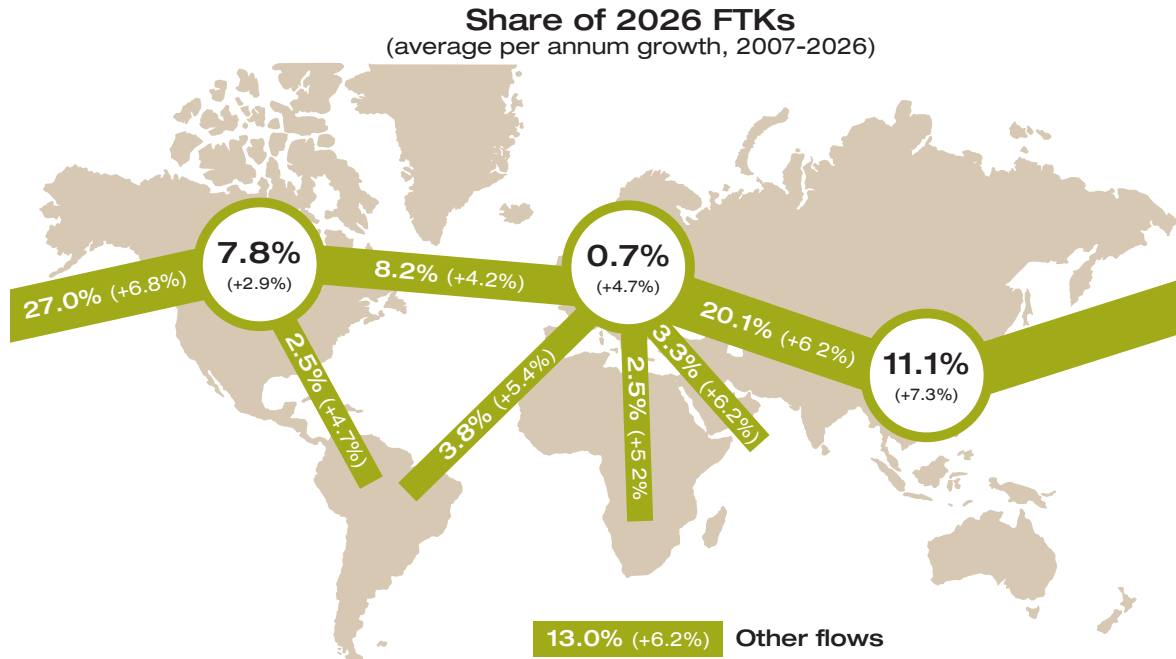 Share of 2026 FTKs
(average per annum growth, 2007-2026)
7.8%
(+2.9%)
0.7%
(+4.7%)
27.0% (+6.8%)
8.2% (+4.2%)
20.1% (+6 2%)
11.1%
(+7.3%)
2.5% (+4.7%)
3.8% (+5.4%)
2.5% (+5 2%
3.3% (+6.2%)
13.0% (+6.2%) Other flows